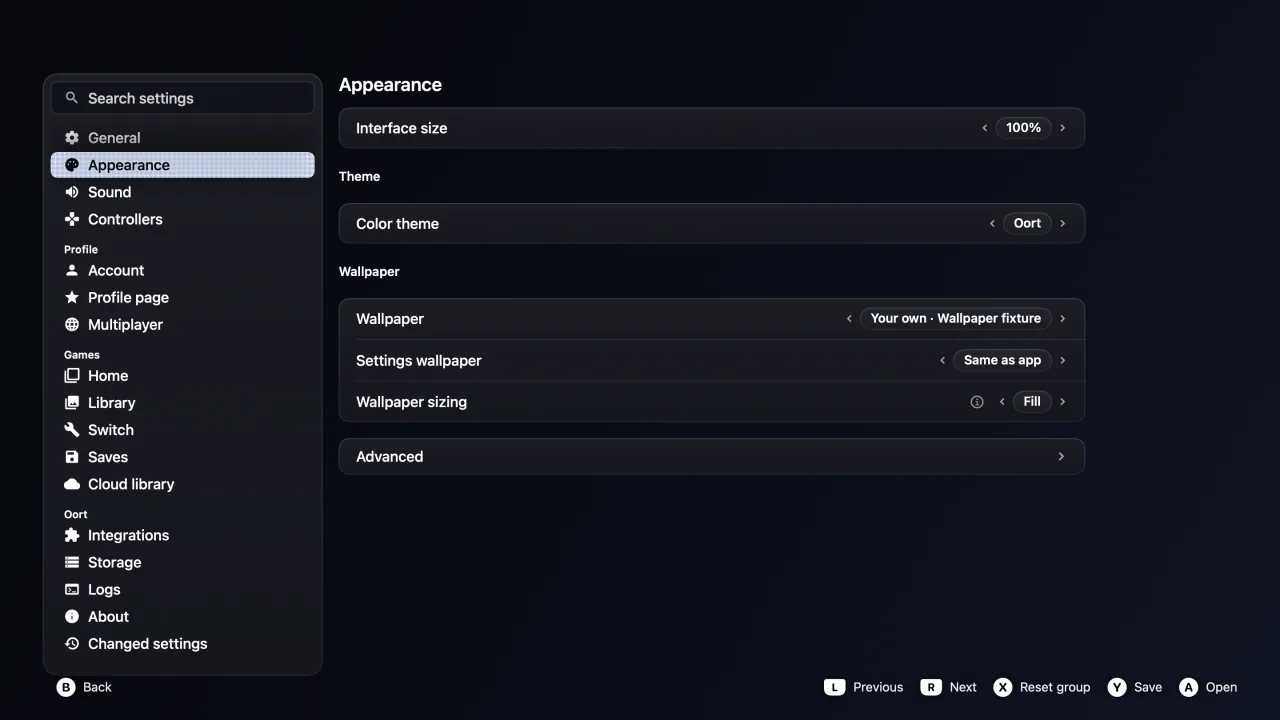 Search settings
General
Appearance
Sound
Controllers
Profile
Account
Profile page
Multiplayer
Games
Home
Library
Switch
Saves
Cloud library
Oort
Integrations
Storage
Logs
About
Changed settings
Appearance
Interface size 100%
Theme
Color theme Oort
Wallpaper
Wallpaper Your own · Wallpaper fixture
Settings wallpaper Same as app
Wallpaper sizing Fill
Advanced
B Back L Previous R Next X Reset group Y Save A Open